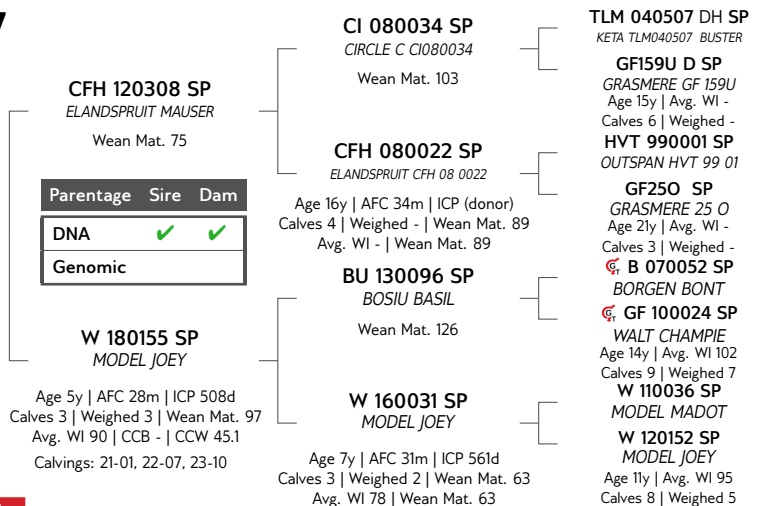 CFH 120308 SP
ELANDSPRUIT MAUSER
Wean Mat. 75
Parentage Sire Dam
DNA ✔ ✔
Genomic
W 180155 SP
MODEL JOEY
Age 5y | AFC 28m | ICP 508d
Calves 3 | Weighed 3 | Wean Mat. 97
Avg. WI 90 | CCB - | CCW 45.1
Calvings: 21-01, 22-07, 23-10
CI 080034 SP
CIRCLE C CI080034
Wean Mat. 103
CFH 080022 SP
ELANDSPRUIT CFH 08 0022
Age 16y | AFC 34m | ICP (donor)
Calves 4 | Weighed - | Wean Mat. 89
Avg. WI - | Wean Mat. 89
BU 130096 SP
BOSIU BASIL
Wean Mat. 126
W 160031 SP
MODEL JOEY
Age 7y | AFC 31m | ICP 561d
Calves 3 | Weighed 2 | Wean Mat. 63
Avg. WI 78 | Wean Mat. 63
TLM 040507 DH SP
KETA TLM040507 BUSTER
GF159U D SP
GRASMERE GF 159U
Age 15y | Avg. WI -
Calves 6 | Weighed -
HVT 990001 SP
OUTSPAN HVT 99 01
GF25O SP
GRASMERE 25 O
Age 21y | Avg. WI -
Calves 3 | Weighed -
B 070052 SP
BORGEN BONT
GF 100024 SP
WALT CHAMPIE
Age 14y | Avg. WI 102
Calves 9 | Weighed 7
W 110036 SP
MODEL MADOT
W 120152 SP
MODEL JOEY
Age 11y | Avg. WI 95
Calves 8 | Weighed 5